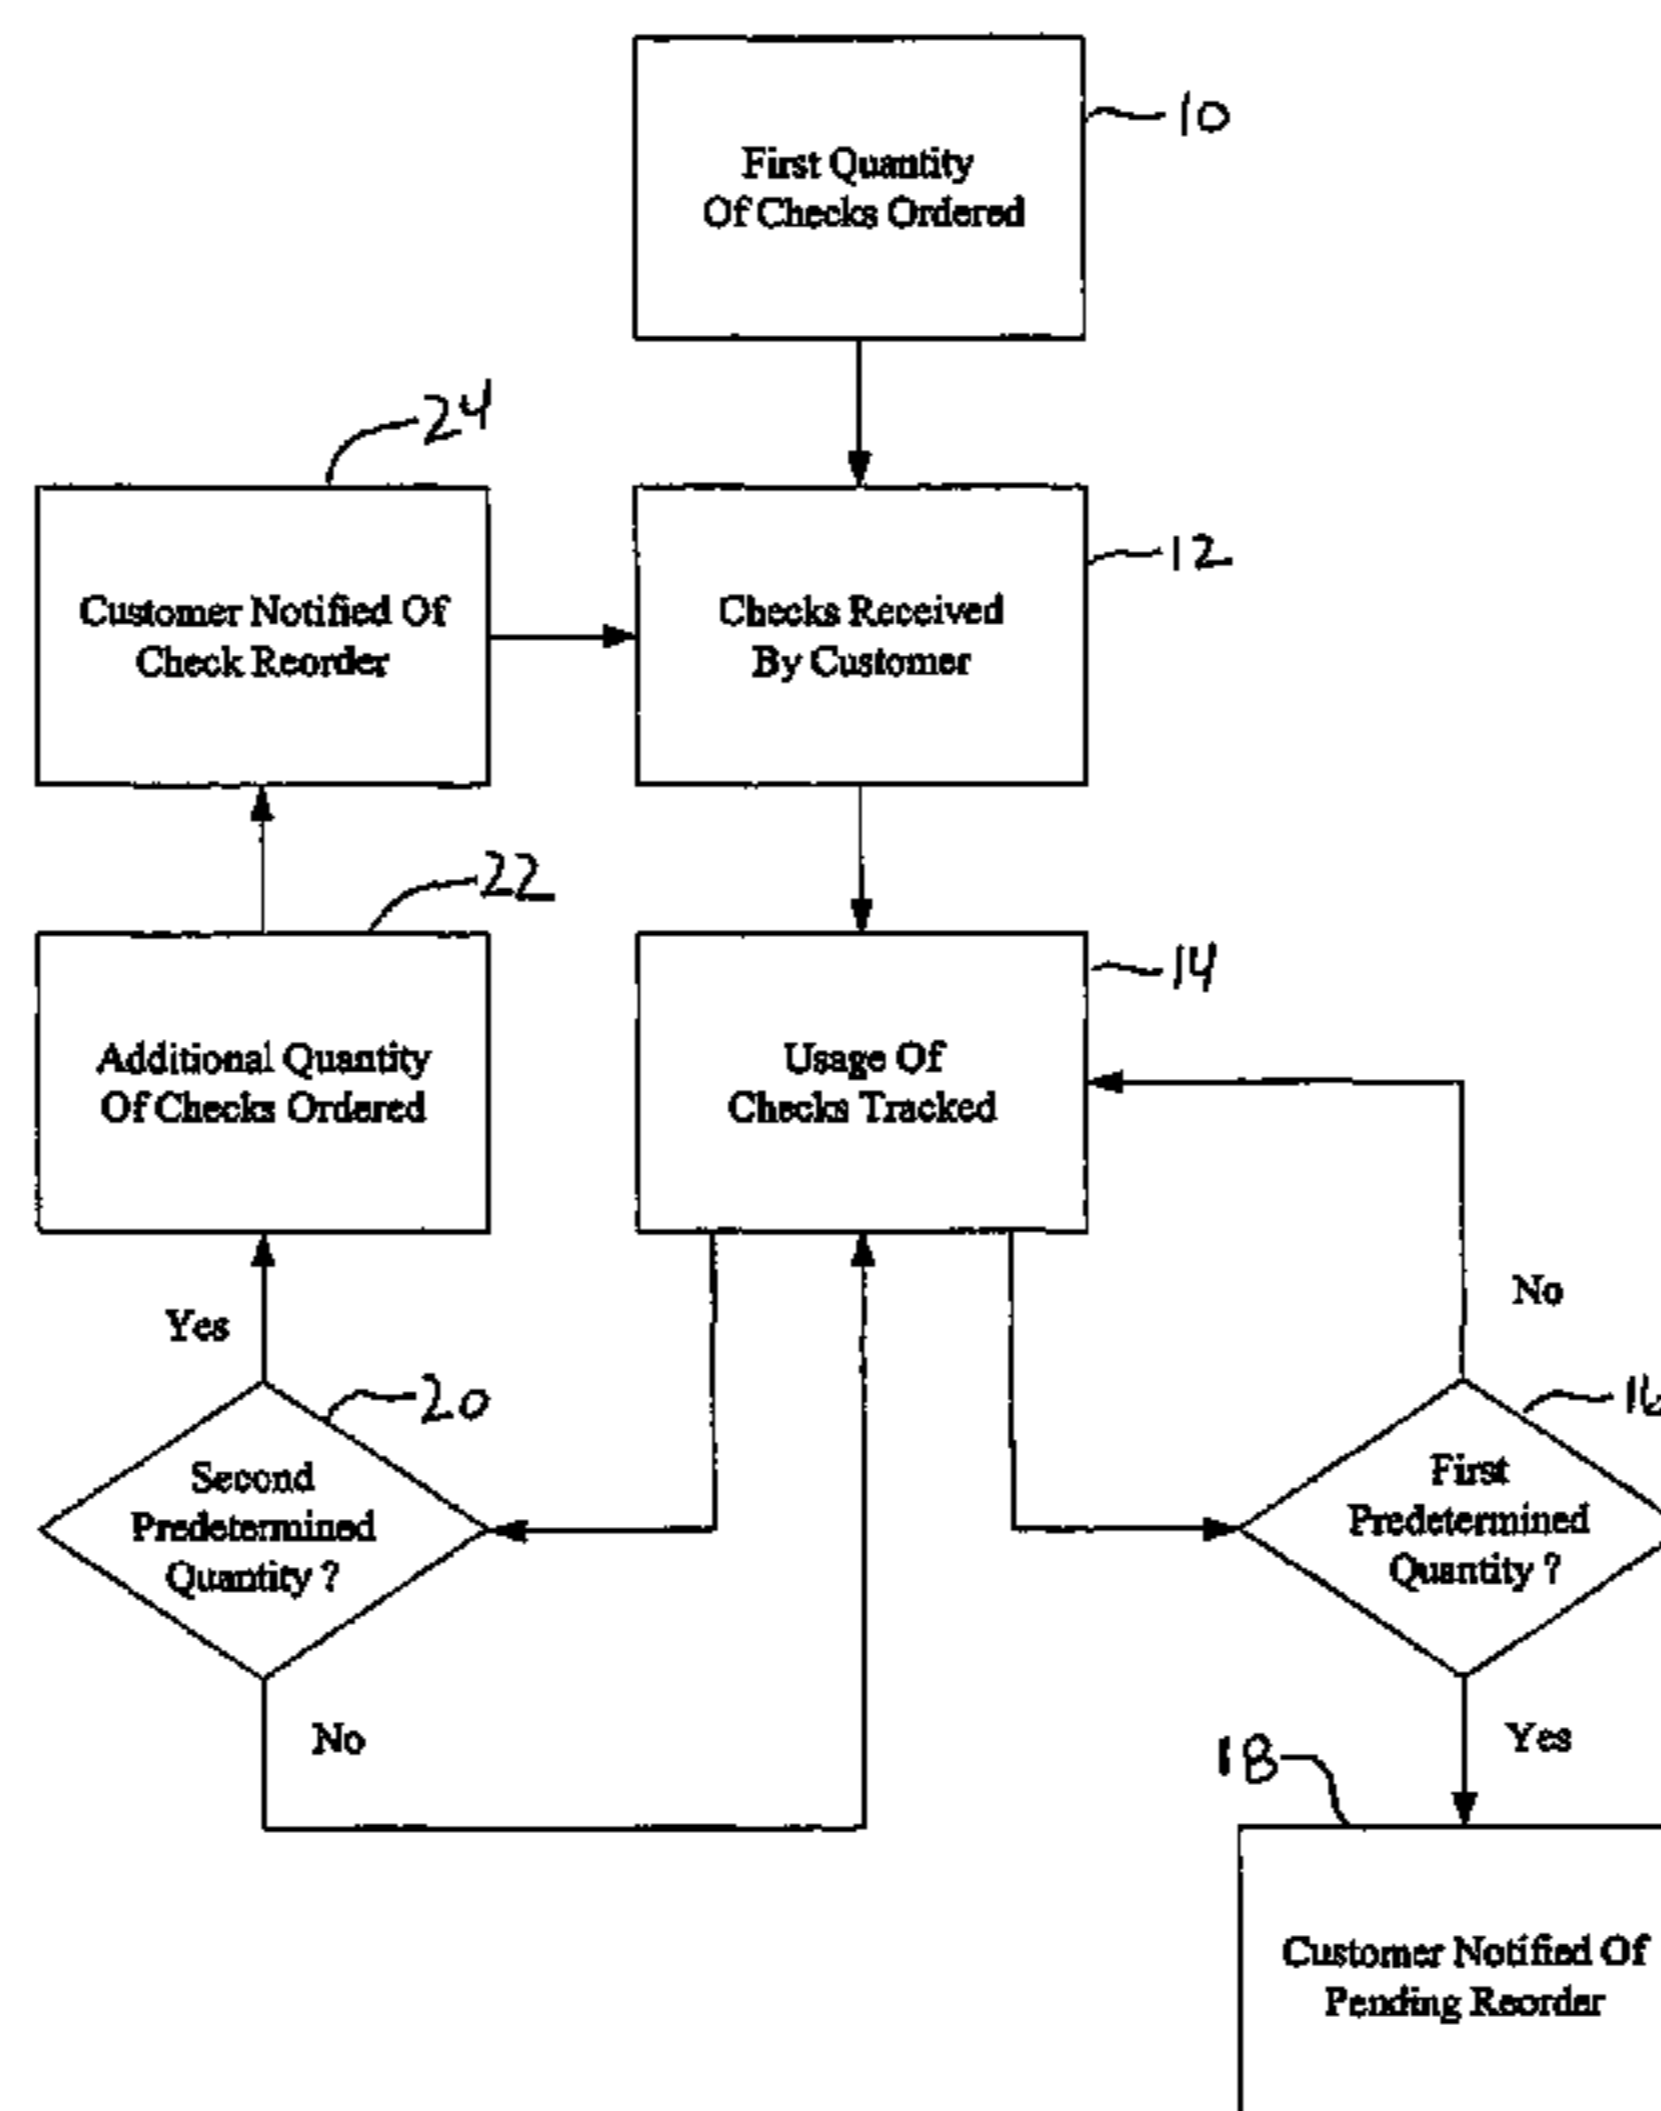 First Quantity
Of Checks Ordered
10
24
Customer Notified Of
Check Reorder
Checks Received
By Customer
12
22
Additional Quantity
Of Checks Ordered
Usage Of
Checks Tracked
14
Yes
No
20
Second
Predetermined
Quantity ?
No
16
First
Predetermined
Quantity ?
Yes
18
Customer Notified Of
Pending Reorder